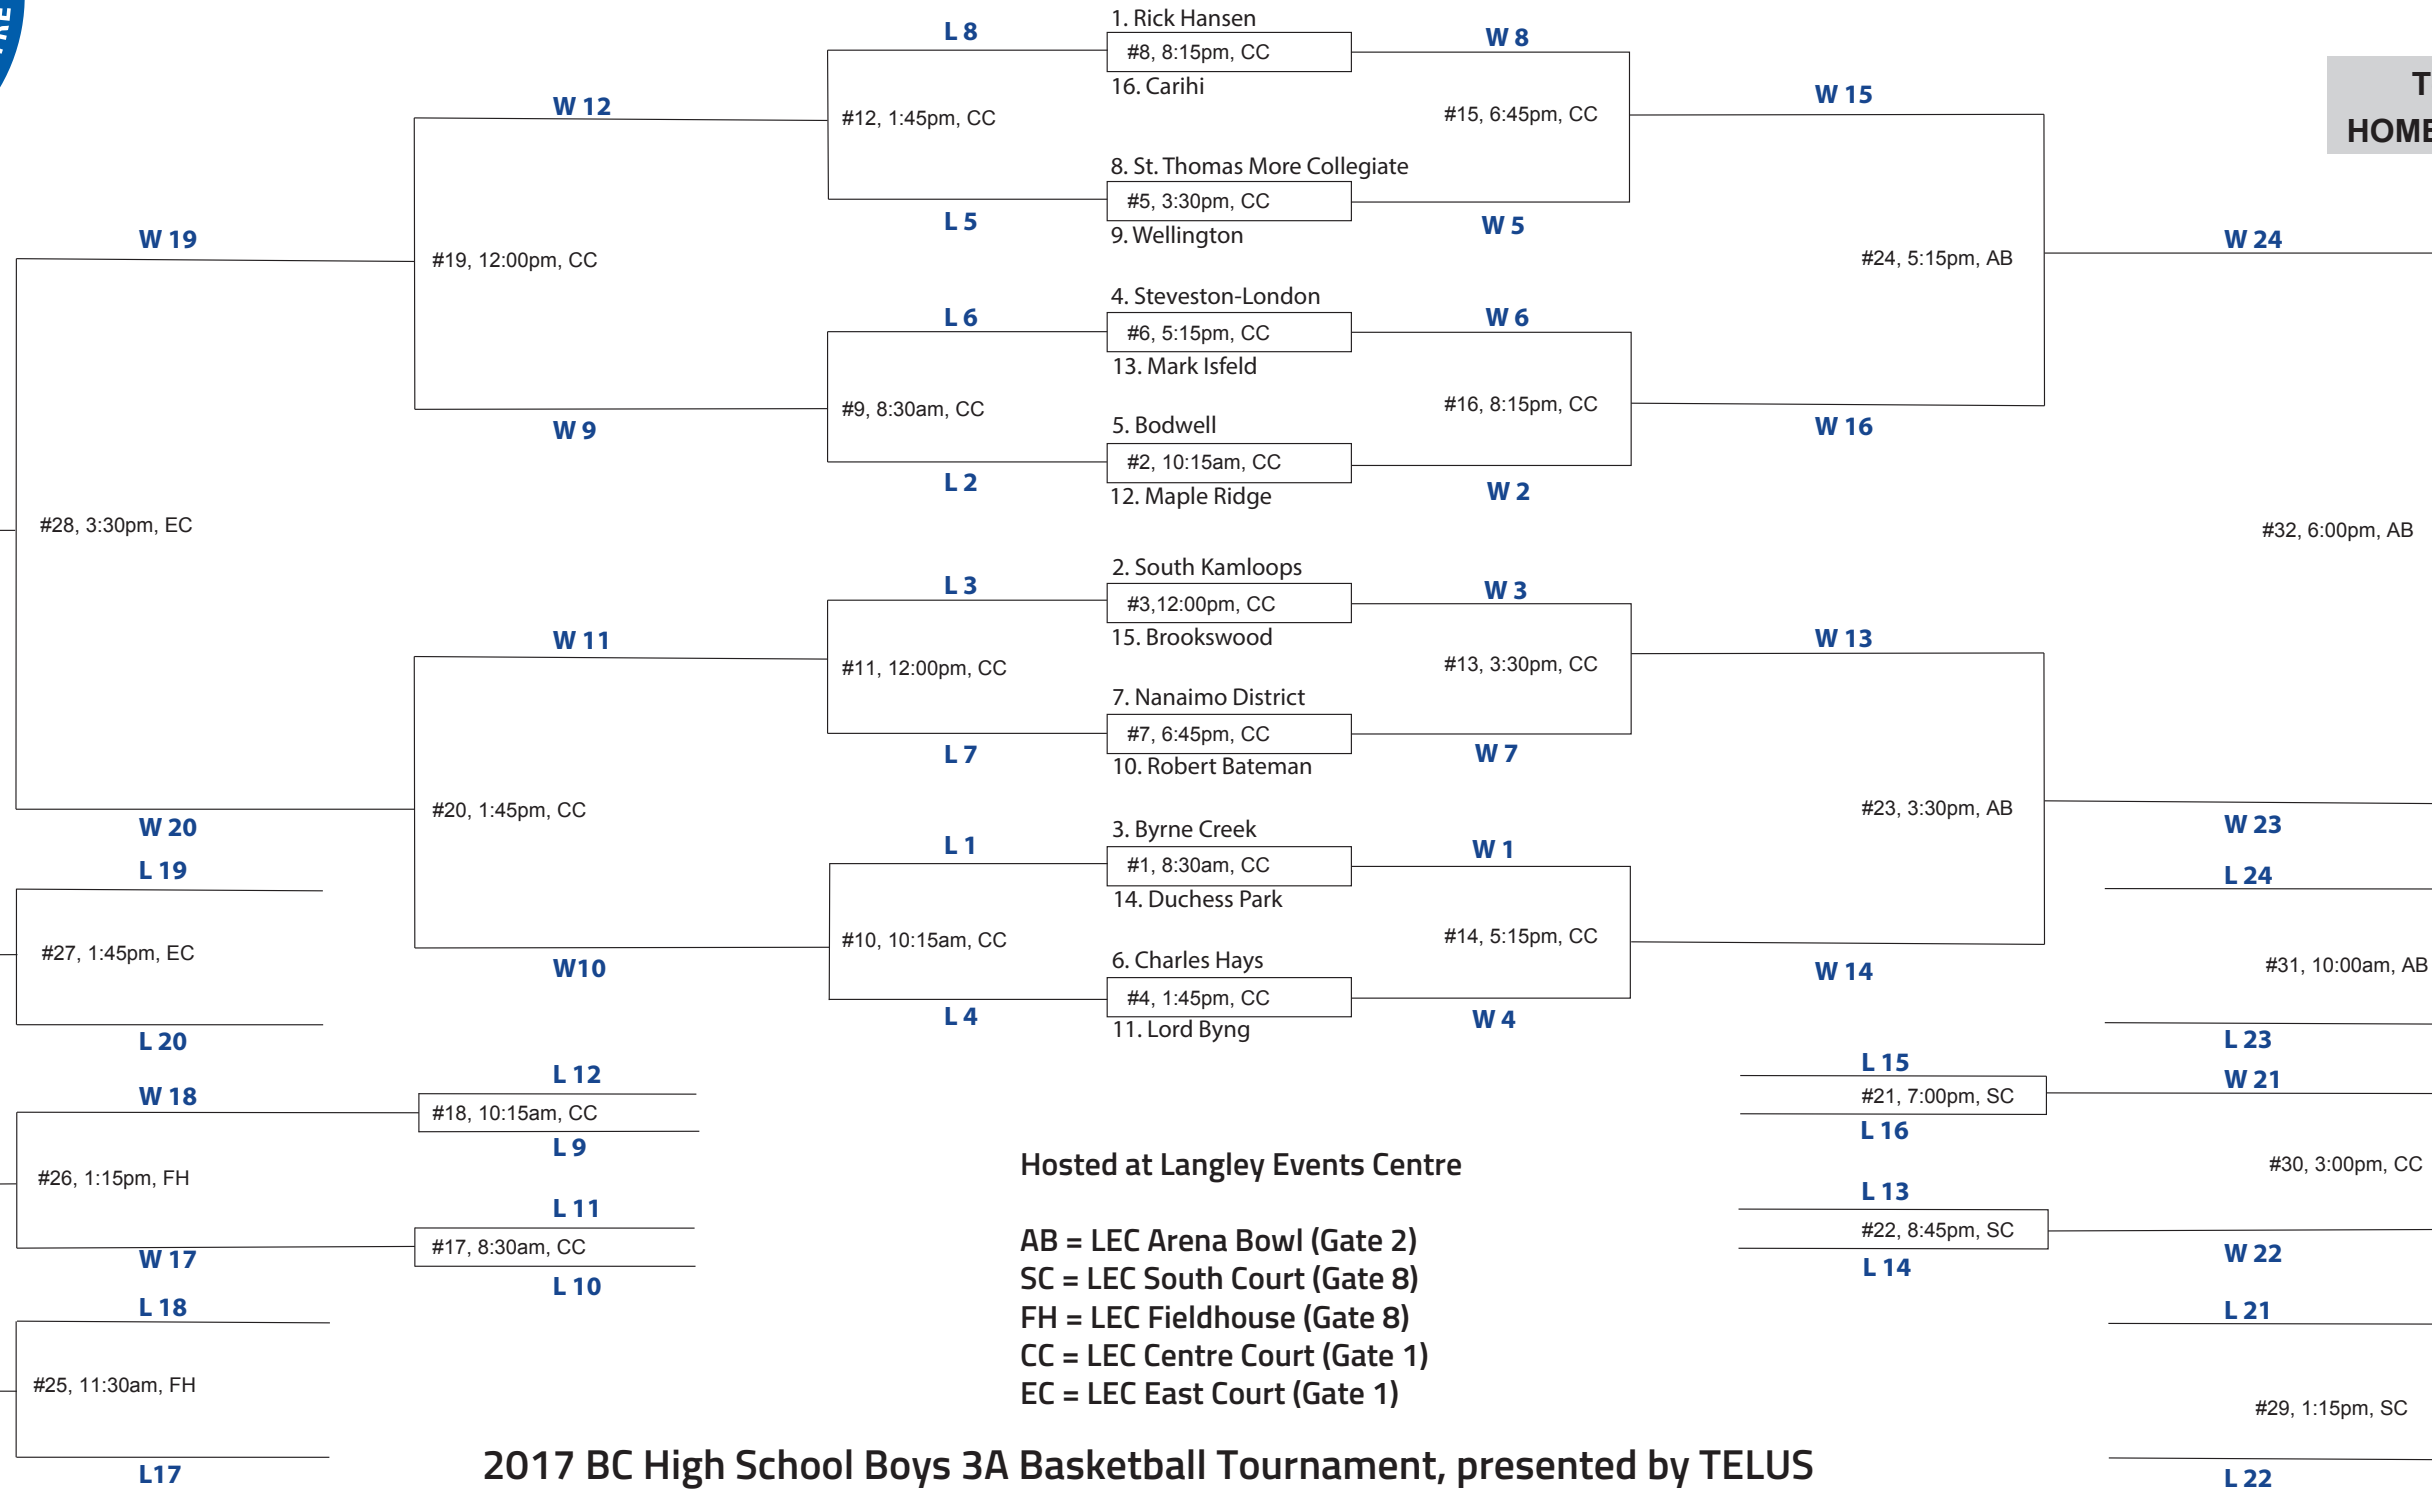 L 8
1. Rick Hansen
#8, 8:15pm, CC
16. Carihi
W 8
W 12
#12, 1:45pm, CC
#15, 6:45pm, CC
W 15
8. St. Thomas More Collegiate
#5, 3:30pm, CC
9. Wellington
L 5
W 5
W 19
#19, 12:00pm, CC
#24, 5:15pm, AB
W 24
4. Steveston-London
L 6
#6, 5:15pm, CC
W 6
13. Mark Isfeld
#9, 8:30am, CC
#16, 8:15pm, CC
W 9
W 16
5. Bodwell
#2, 10:15am, CC
12. Maple Ridge
L 2
W 2
#28, 3:30pm, EC
#32, 6:00pm, AB
2. South Kamloops
L 3
#3,12:00pm, CC
W 3
15. Brookswood
W 11
W 13
#11, 12:00pm, CC
#13, 3:30pm, CC
7. Nanaimo District
#7, 6:45pm, CC
10. Robert Bateman
L 7
W 7
#20, 1:45pm, CC
#23, 3:30pm, AB
W 20
W 23
3. Byrne Creek
L 1
#1, 8:30am, CC
W 1
14. Duchess Park
L 19
L 24
#27, 1:45pm, EC
#10, 10:15am, CC
#14, 5:15pm, CC
#31, 10:00am, AB
W10
W 14
6. Charles Hays
#4, 1:45pm, CC
11. Lord Byng
L 4
W 4
L 20
L 23
L 12
L 15
W 18
#18, 10:15am, CC
#21, 7:00pm, SC
W 21
L 9
L 16
#26, 1:15pm, FH
#30, 3:00pm, CC
L 11
L 13
#17, 8:30am, CC
#22, 8:45pm, SC
W 17
W 22
L 10
L 14
L 18
L 21
#25, 11:30am, FH
#29, 1:15pm, SC
L17
L 22
Hosted at Langley Events Centre
AB = LEC Arena Bowl (Gate 2)
SC = LEC South Court (Gate 8)
FH = LEC Fieldhouse (Gate 8)
CC = LEC Centre Court (Gate 1)
EC = LEC East Court (Gate 1)
2017 BC High School Boys 3A Basketball Tournament, presented by TELUS